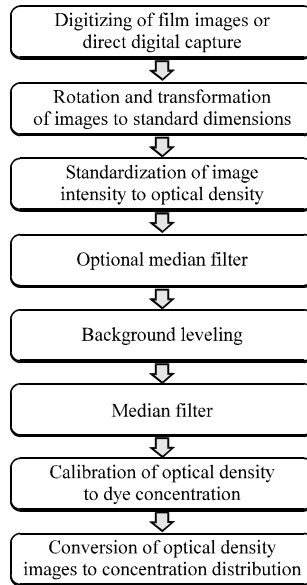 Digitizing of film images or
direct digital capture
Rotation and transformation
of images to standard dimensions
Standardization of image
intensity to optical density
Optional median filter
Background leveling
Median filter
Calibration of optical density
to dye concentration
Conversion of optical density
images to concentration distribution